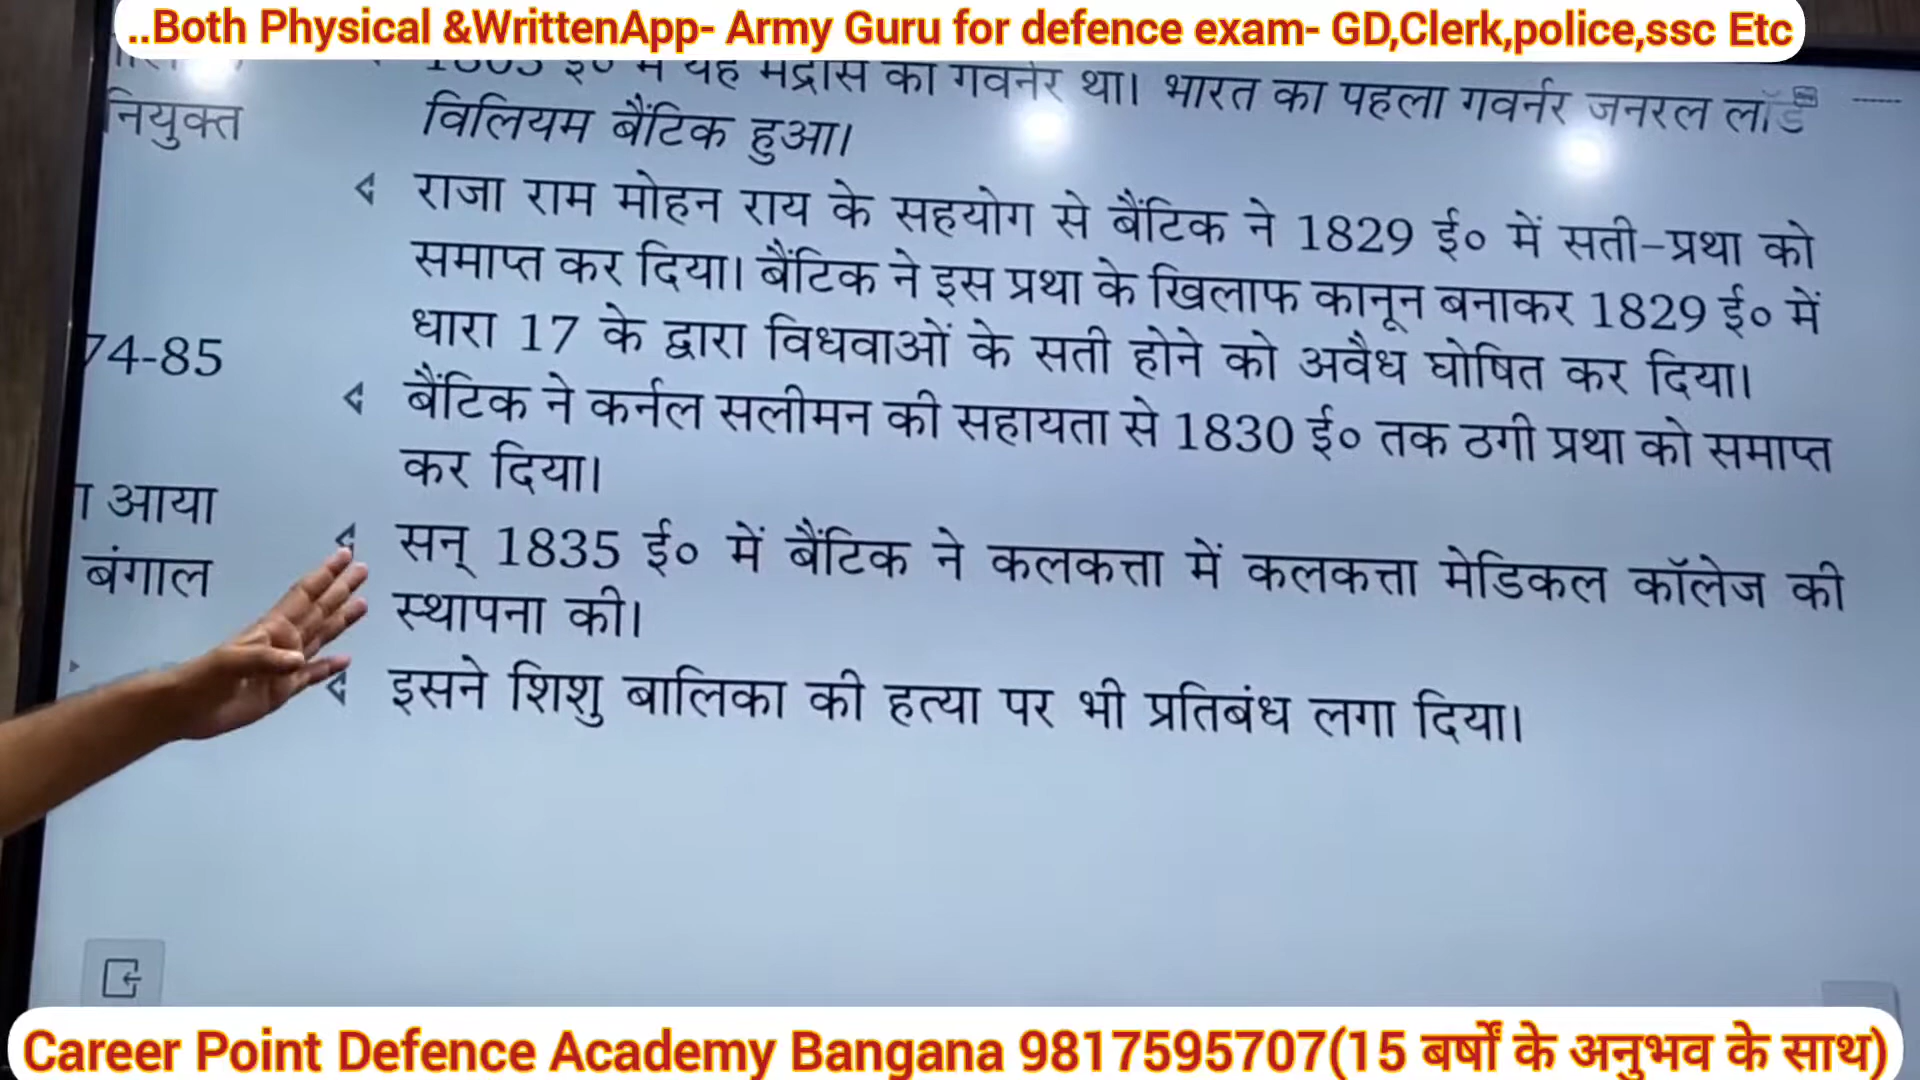 ..Both Physical &WrittenApp- Army Guru for defence exam- GD,Clerk,police,ssc Etc
1803 ई० में यह मद्रास का गवर्नर था। भारत का पहला गवर्नर जनरल लॉर्ड
विलियम बैंटिक हुआ।
राजा राम मोहन राय के सहयोग से बैंटिक ने 1829 ई० में सती-प्रथा को
समाप्त कर दिया। बैंटिक ने इस प्रथा के खिलाफ कानून बनाकर 1829 ई० में
धारा 17 के द्वारा विधवाओं के सती होने को अवैध घोषित कर दिया।
बैंटिक ने कर्नल सलीमन की सहायता से 1830 ई० तक ठगी प्रथा को समाप्त
कर दिया।
सन् 1835 ई० में बैंटिक ने कलकत्ता में कलकत्ता मेडिकल कॉलेज की
स्थापना की।
इसने शिशु बालिका की हत्या पर भी प्रतिबंध लगा दिया।
नियुक्त
74-85
आया
बंगाल
Career Point Defence Academy Bangana 9817595707(15 बर्षों के अनुभव के साथ)